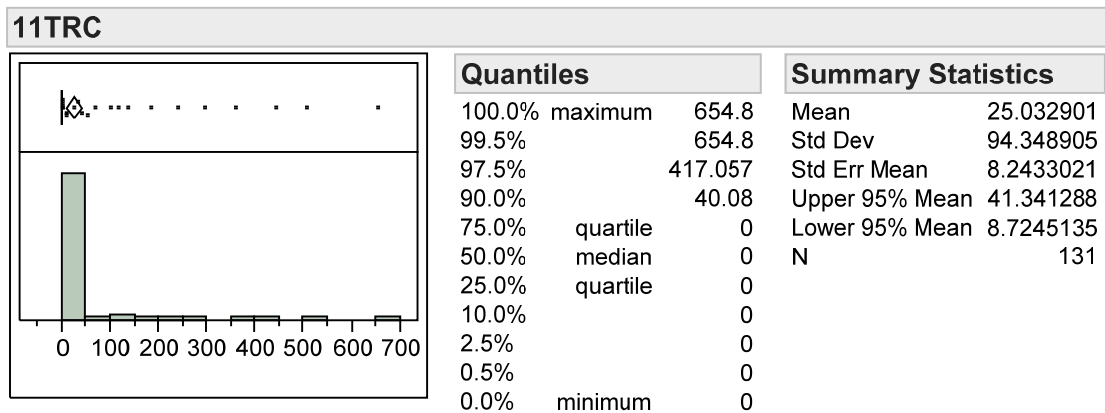 11TRC
0 100 200 300 400 500 600 700
Quantiles
100.0% maximum 654.8
99.5% 654.8
97.5% 417.057
90.0% 40.08
75.0% quartile 0
50.0% median 0
25.0% quartile 0
10.0% 0
2.5% 0
0.5% 0
0.0% minimum 0
Summary Statistics
Mean 25.032901
Std Dev 94.348905
Std Err Mean 8.2433021
Upper 95% Mean 41.341288
Lower 95% Mean 8.7245135
N 131